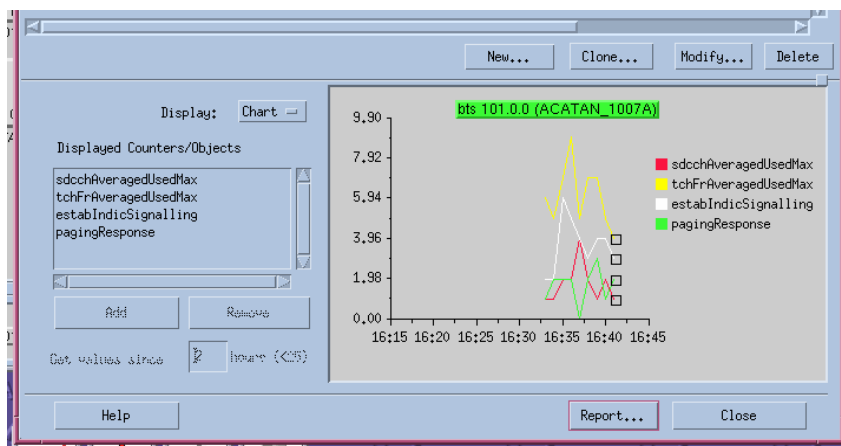 New...
Clone...
Modify...
Delete
Display:
Chart
Displayed Counters/Objects
sdcchAveragedUsedMax
tchFrAveragedUsedMax
estabIndicSignalling
pagingResponse
Add
Remove
Get values since
hours (<25)
bts 101.0.0 (ACATAN_1007A)
9.90
7.92
5.94
3.96
1.98
0.00
16:15 16:20 16:25 16:30 16:35 16:40 16:45
sdcchAveragedUsedMax
tchFrAveragedUsedMax
estabIndicSignalling
pagingResponse
Help
Report...
Close